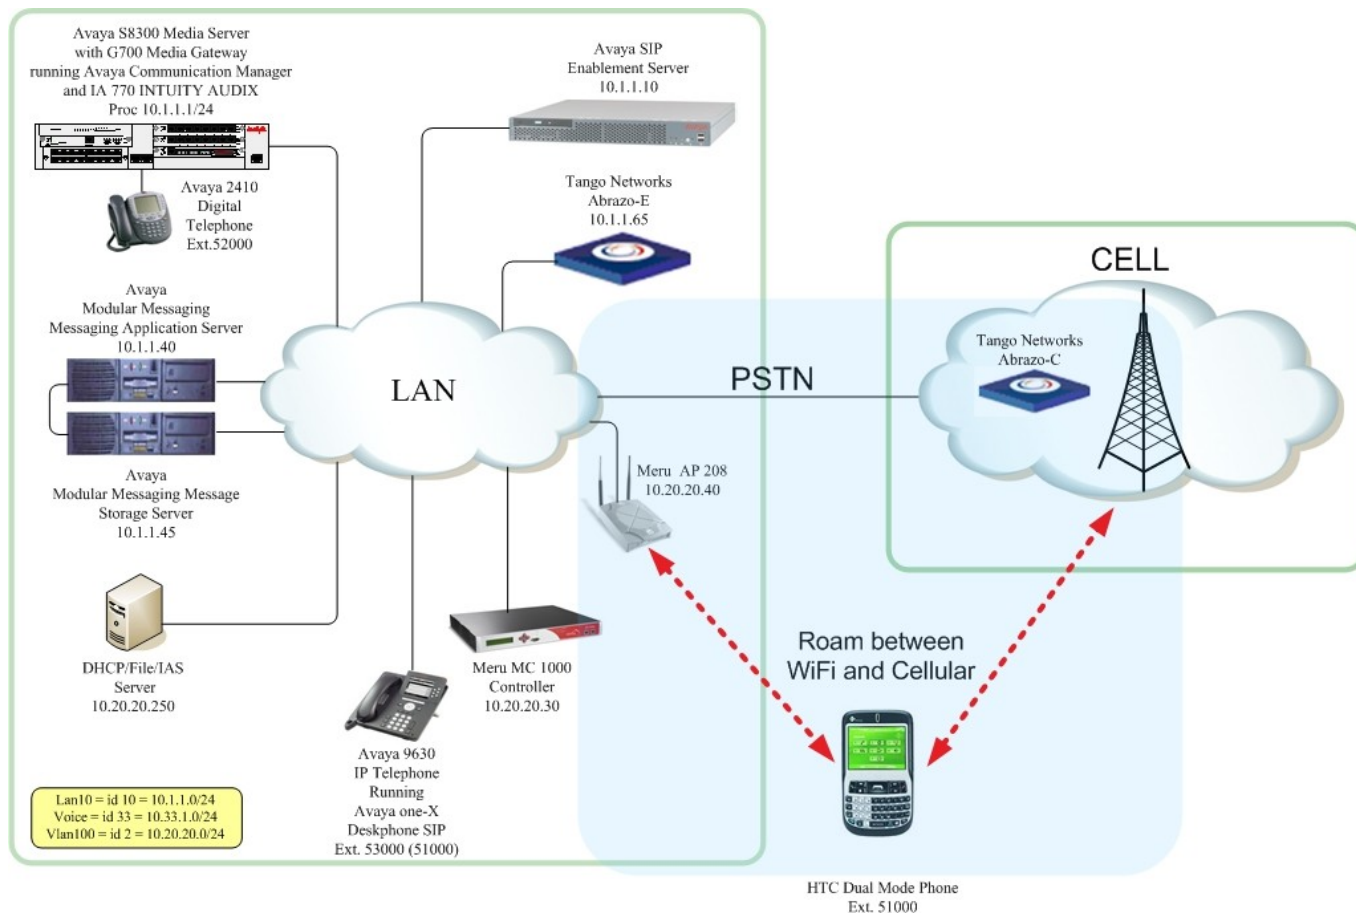 Avaya S8300 Media Server
with G700 Media Gateway
running Avaya Communication Manager
and IA 770 INTUITY AUDIX
Proc 10.1.1.1/24
Avaya 2410
Digital
Telephone
Ext.52000
Avaya SIP
Enablement Server
10.1.1.10
Tango Networks
Abrazo-E
10.1.1.65
Avaya
Modular Messaging
Messaging Application Server
10.1.1.40
Avaya
Modular Messaging Message
Storage Server
10.1.1.45
LAN
PSTN
CELL
Tango Networks
Abrazo-C
Meru AP 208
10.20.20.40
DHCP/File/IAS
Server
10.20.20.250
Meru MC 1000
Controller
10.20.20.30
Avaya 9630
IP Telephone
Running
Avaya one-X
Deskphone SIP
Ext. 53000 (51000)
Roam between
WiFi and Cellular
Lan10 = id 10 = 10.1.1.0/24
Voice = id 33 = 10.33.1.0/24
Vlan100 = id 2 = 10.20.20.0/24
HTC Dual Mode Phone
Ext. 51000